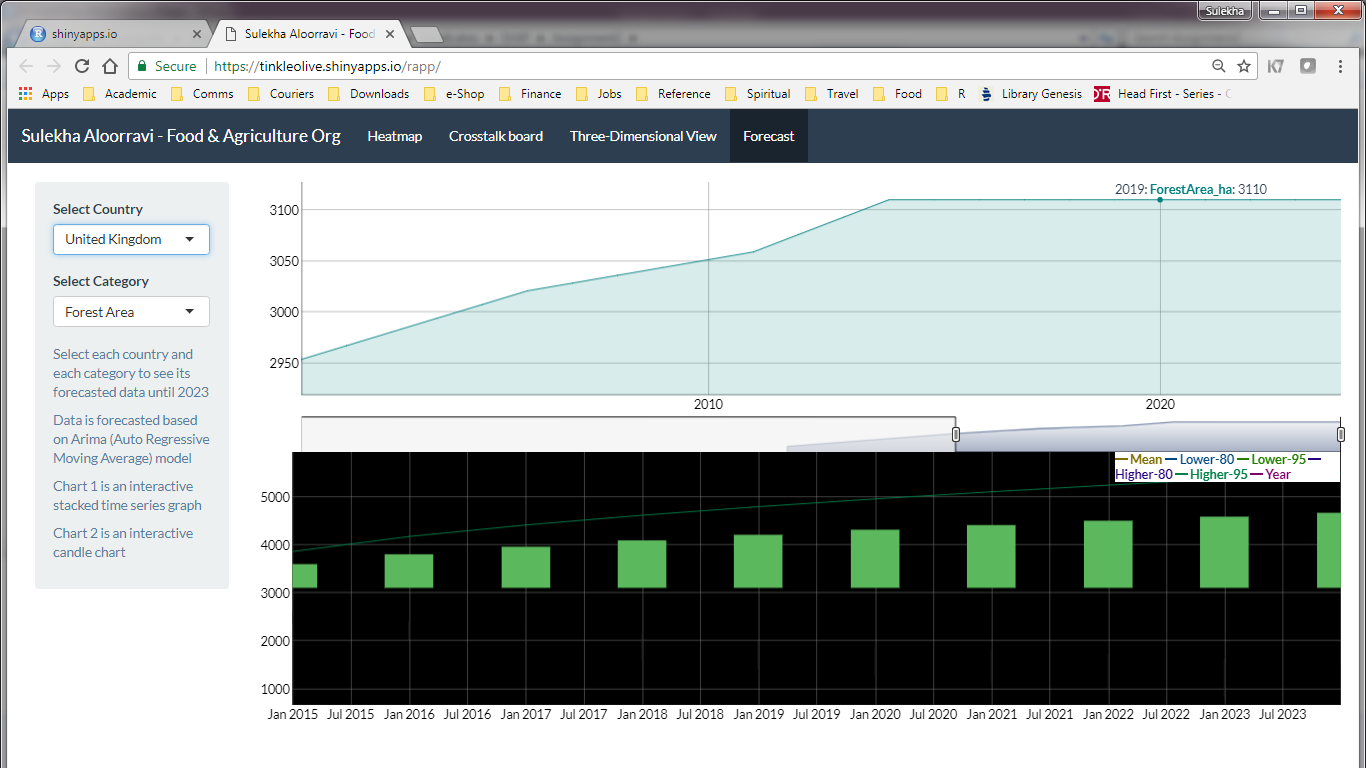 Sulekha
shinyapps.io
Sulekha Aloorravi - Food
Secure https://tinkleolive.shinyapps.io/rapp/
Apps Academic Comms Couriers Downloads e-Shop Finance Jobs Reference Spiritual Travel Food R Library Genesis Head First - Series -
Sulekha Aloorravi - Food & Agriculture Org Heatmap Crosstalk board Three-Dimensional View Forecast
Select Country
United Kingdom
Select Category
Forest Area
Select each country and
each category to see its
forecasted data until 2023
Data is forecasted based
on Arima (Auto Regressive
Moving Average) model
Chart 1 is an interactive
stacked time series graph
Chart 2 is an interactive
candle chart
2019: ForestArea_ha: 3110
3100
3050
3000
2950
2010 2020
Mean Lower-80 Lower-95
Higher-80 Higher-95 Year
5000
4000
3000
2000
1000
Jan 2015 Jul 2015 Jan 2016 Jul 2016 Jan 2017 Jul 2017 Jan 2018 Jul 2018 Jan 2019 Jul 2019 Jan 2020 Jul 2020 Jan 2021 Jul 2021 Jan 2022 Jul 2022 Jan 2023 Jul 2023